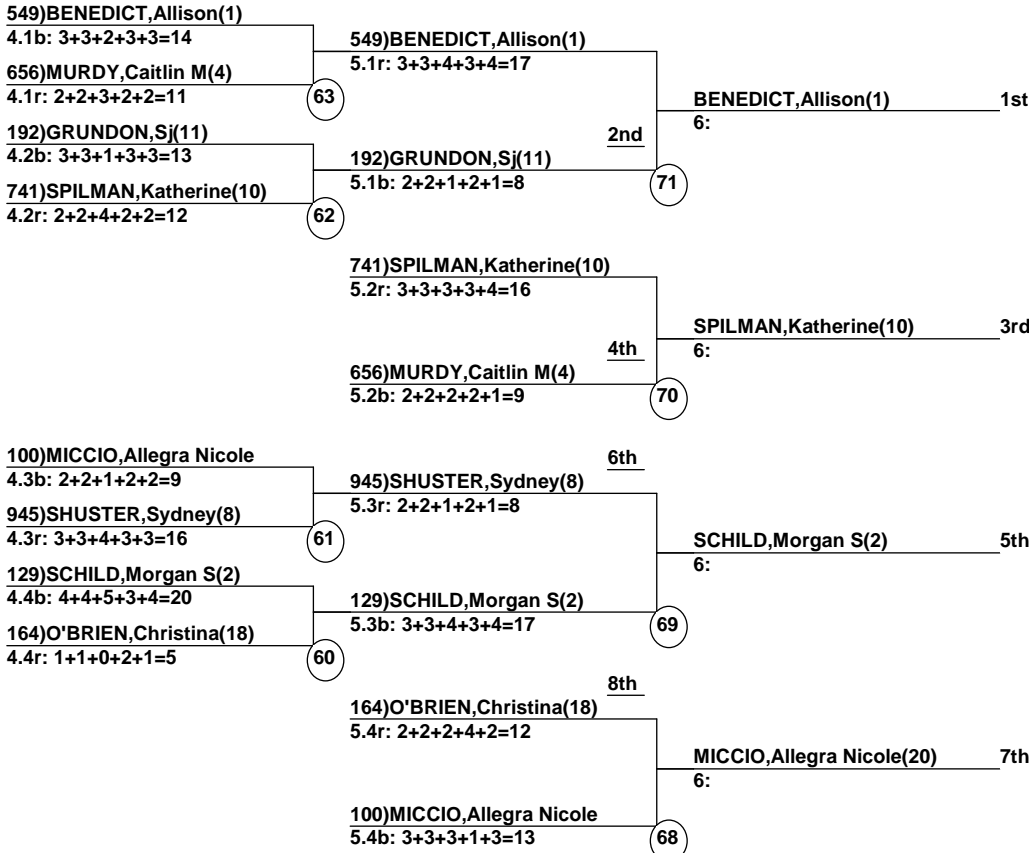 549)BENEDICT,Allison(1)
4.1b: 3+3+2+3+3=14
656)MURDY,Caitlin M(4)
4.1r: 2+2+3+2+2=11
63
192)GRUNDON,Sj(11)
4.2b: 3+3+1+3+3=13
741)SPILMAN,Katherine(10)
4.2r: 2+2+4+2+2=12
62
549)BENEDICT,Allison(1)
5.1r: 3+3+4+3+4=17
2nd
192)GRUNDON,Sj(11)
5.1b: 2+2+1+2+1=8
71
BENEDICT,Allison(1) 1st
6:
741)SPILMAN,Katherine(10)
5.2r: 3+3+3+3+4=16
4th
656)MURDY,Caitlin M(4)
5.2b: 2+2+2+2+1=9
70
SPILMAN,Katherine(10) 3rd
6:
100)MICCIO,Allegra Nicole
4.3b: 2+2+1+2+2=9
945)SHUSTER,Sydney(8)
4.3r: 3+3+4+3+3=16
61
129)SCHILD,Morgan S(2)
4.4b: 4+4+5+3+4=20
164)O'BRIEN,Christina(18)
4.4r: 1+1+0+2+1=5
60
6th
945)SHUSTER,Sydney(8)
5.3r: 2+2+1+2+1=8
129)SCHILD,Morgan S(2)
5.3b: 3+3+4+3+4=17
69
SCHILD,Morgan S(2) 5th
6:
8th
164)O'BRIEN,Christina(18)
5.4r: 2+2+2+4+2=12
100)MICCIO,Allegra Nicole
5.4b: 3+3+3+1+3=13
68
MICCIO,Allegra Nicole(20) 7th
6: